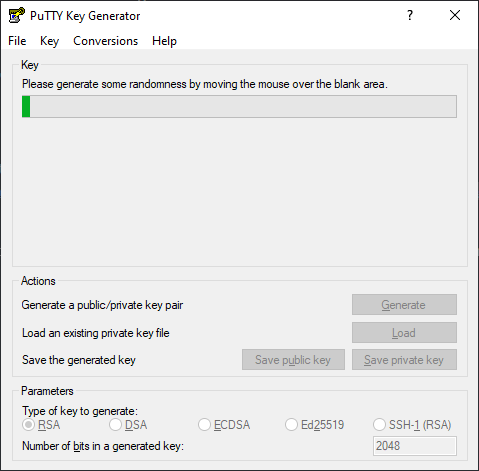 PuTTY Key Generator ? ×
File Key Conversions Help
Key
Please generate some randomness by moving the mouse over the blank area.
Actions
Generate a public/private key pair Generate
Load an existing private key file Load
Save the generated key Save public key Save private key
Parameters
Type of key to generate:
RSA DSA ECDSA Ed25519 SSH-1 (RSA)
Number of bits in a generated key: 2048